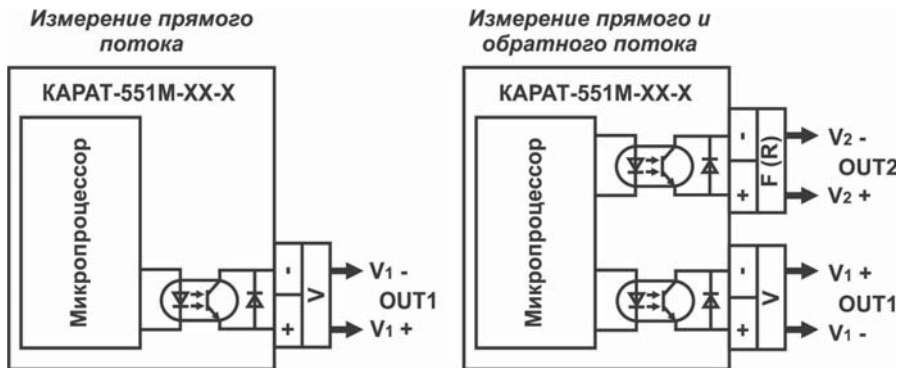 Измерение прямого
потока
КАРАТ-551М-ХХ-Х
Микропроцессор
-
+
V
V1 -
OUT1
V1 +
Измерение прямого и
обратного потока
КАРАТ-551М-ХХ-Х
Микропроцессор
-
+
F (R)
V2 -
OUT2
V2 +
-
+
V
V1 +
OUT1
V1 -